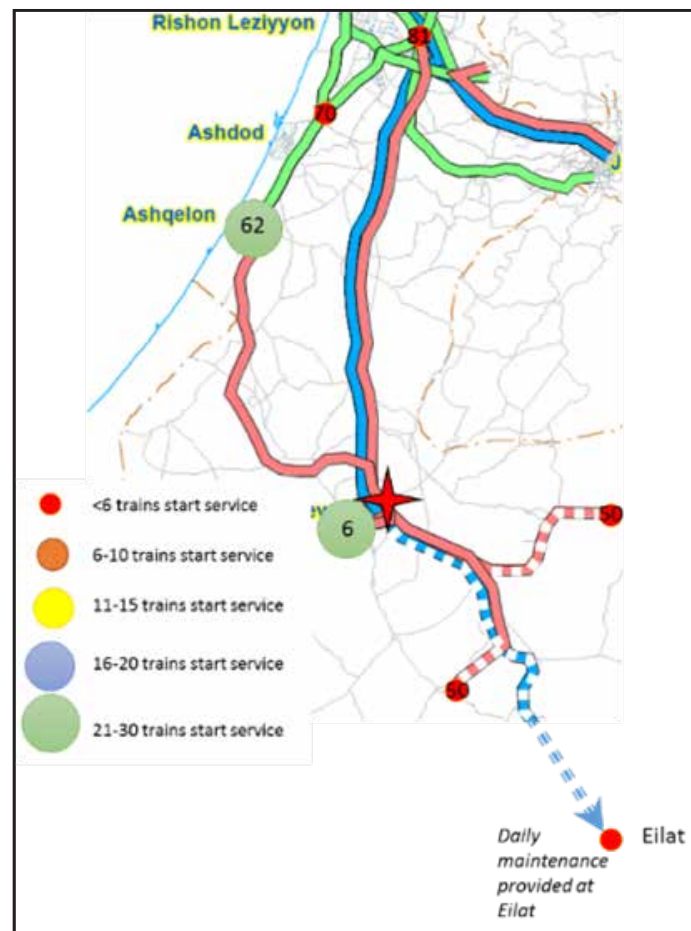 Rishon Leziyyon
81
70
Ashdod
J
Ashqelon
62
<6 trains start service
6-10 trains start service
11-15 trains start service
16-20 trains start service
21-30 trains start service
6
50
50
Eilat
Daily
maintenance
provided at
Eilat